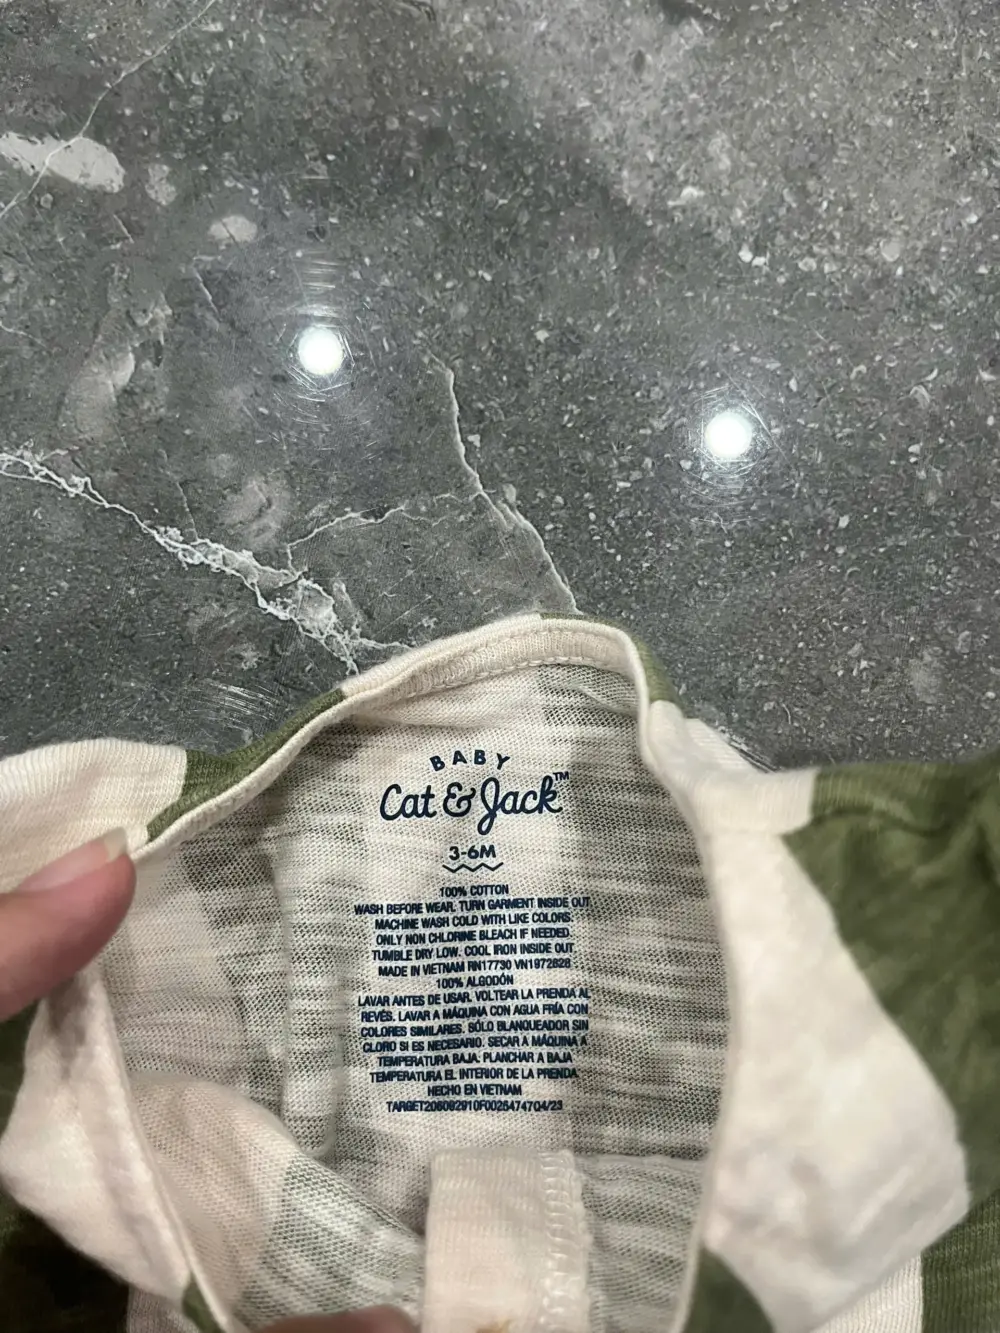 BABY
Cat & Jack™
3-6M
100% COTTON
WASH BEFORE WEAR. TURN GARMENT INSIDE OUT
MACHINE WASH COLD WITH LIKE COLORS.
ONLY NON CHLORINE BLEACH IF NEEDED.
TUMBLE DRY LOW. COOL IRON INSIDE OUT
MADE IN VIETNAM RN17730 VN1972628
100% ALGODÓN
LAVAR ANTES DE USAR. VOLTEAR LA PRENDA AL
REVÉS. LAVAR A MÁQUINA CON AGUA FRÍA CON
COLORES SIMILARES. SÓLO BLANQUEADOR SIN
CLORO SI ES NECESARIO. SECAR A MÁQUINA A
TEMPERATURA BAJA. PLANCHAR A BAJA
TEMPERATURA EL INTERIOR DE LA PRENDA
HECHO EN VIETNAM